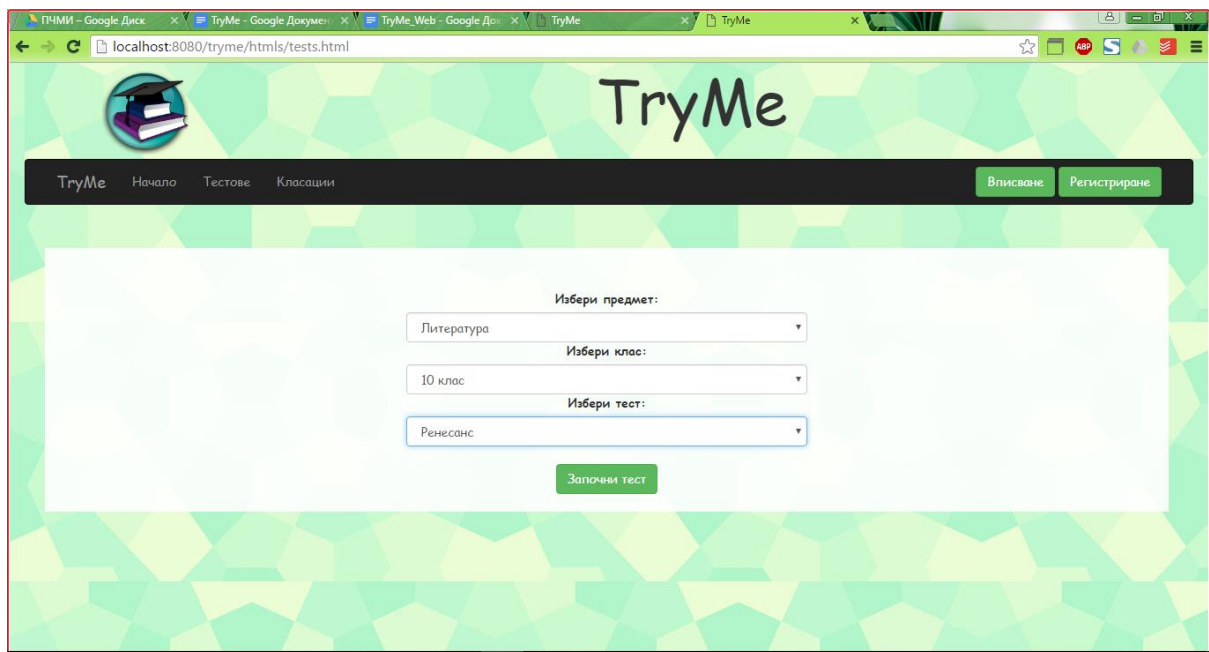 ПЧМИ – Google Диск
TryMe - Google Докумен
TryMe_Web - Google Док
TryMe
TryMe
localhost:8080/tryme/htmls/tests.html
ABP
S
TryMe
TryMe
Начало
Тестове
Класации
Вписване
Регистриране
Избери предмет:
Литература
Избери клас:
10 клас
Избери тест:
Ренесанс
Започни тест